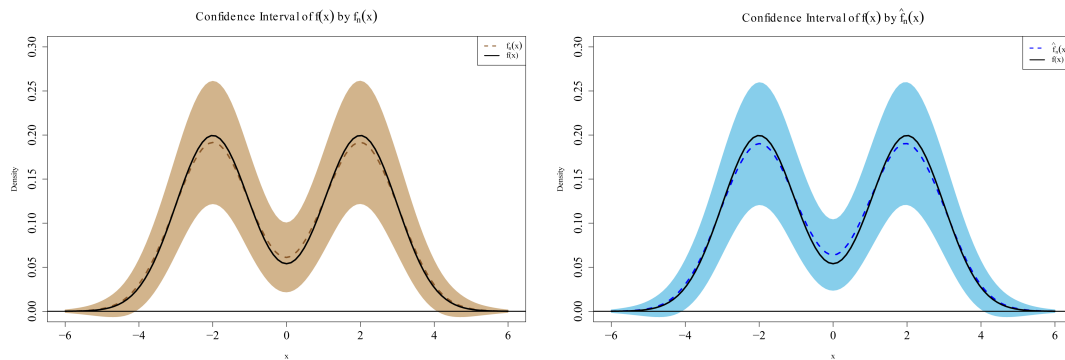 Confidence Interval of f(x) by fₙ(x)
0.30
0.25
0.20
0.15
0.10
0.05
0.00
Density
fₙ(x)
f(x)
−6 −4 −2 0 2 4 6
x
Confidence Interval of f(x) by f̂ₙ(x)
0.30
0.25
0.20
0.15
0.10
0.05
0.00
Density
f̂ₙ(x)
f(x)
−6 −4 −2 0 2 4 6
x